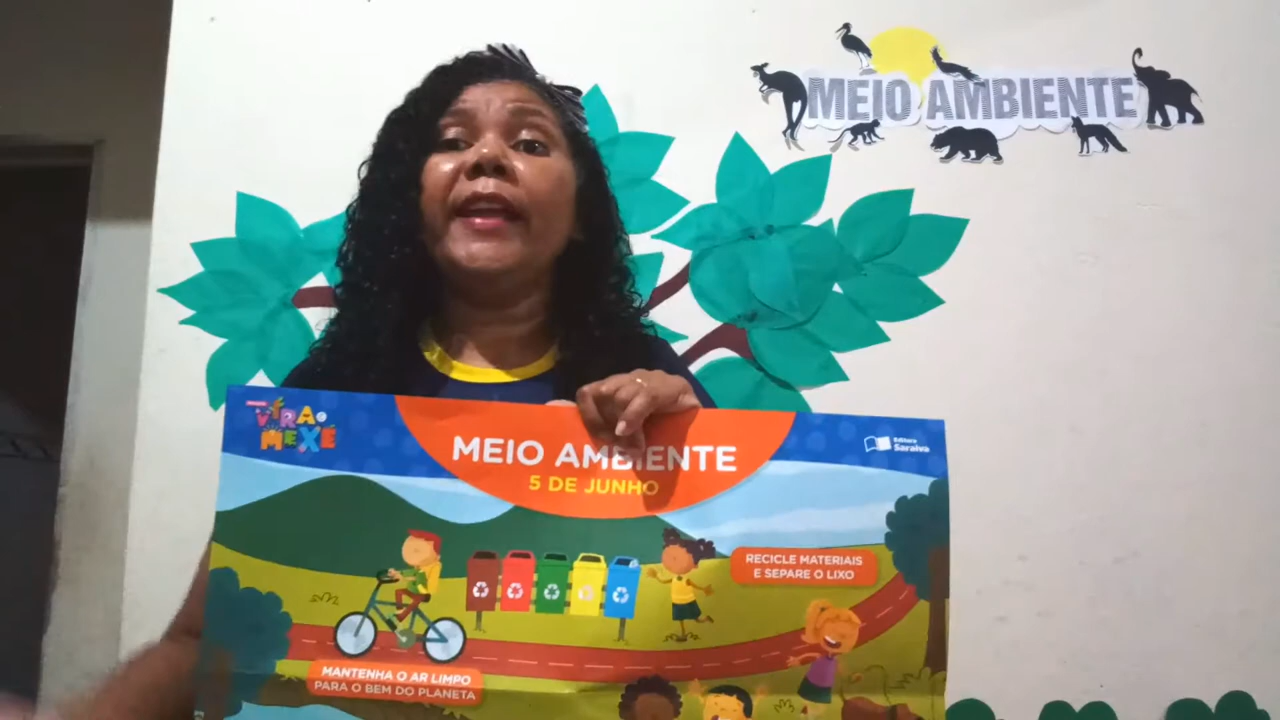 MEIO AMBIENTE
VIRA E
MEXE
MEIO AMBIENTE
5 DE JUNHO
Editora
Saraiva
RECICLE MATERIAIS
E SEPARE O LIXO
MANTENHA O AR LIMPO
PARA O BEM DO PLANETA